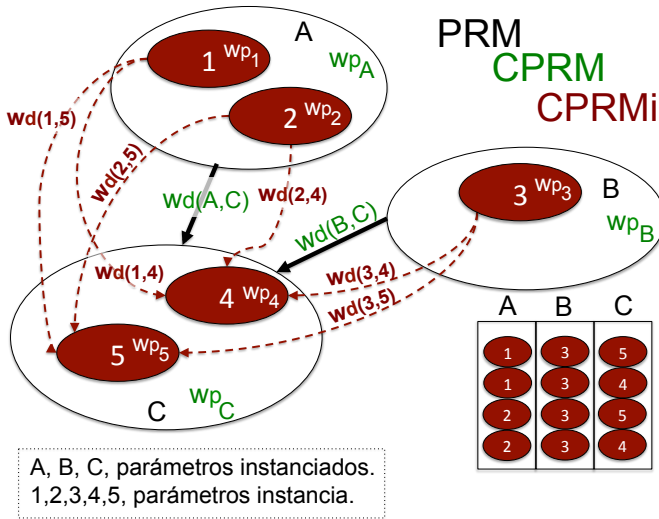 A
PRM
CPRM
CPRMi
1 wp1
wpA
2 wp2
wd(1,5)
wd(2,5)
wd(A,C)
wd(2,4)
wd(B,C)
3 wp3
B
wpB
wd(1,4)
wd(3,4)
wd(3,5)
4 wp4
5 wp5
C
wpC
A B C
1 3 5
1 3 4
2 3 5
2 3 4
A, B, C, parámetros instanciados.
1,2,3,4,5, parámetros instancia.